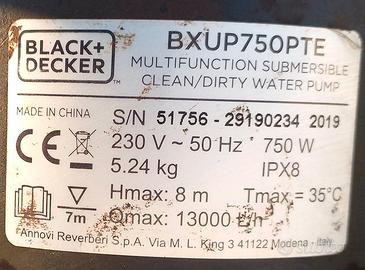 BLACK+
DECKER
BXUP750PTE
MULTIFUNCTION SUBMERSIBLE
CLEAN/DIRTY WATER PUMP
MADE IN CHINA
S/N 51756 - 29190234 2019
230 V ~ 50 Hz 750 W
5.24 kg IPX8
Hmax: 8 m Tmax = 35°C
7m
Qmax: 13000 ℓ/h
Annovi Reverberi S.p.A. Via M. L. King 3 41122 Modena - Italy